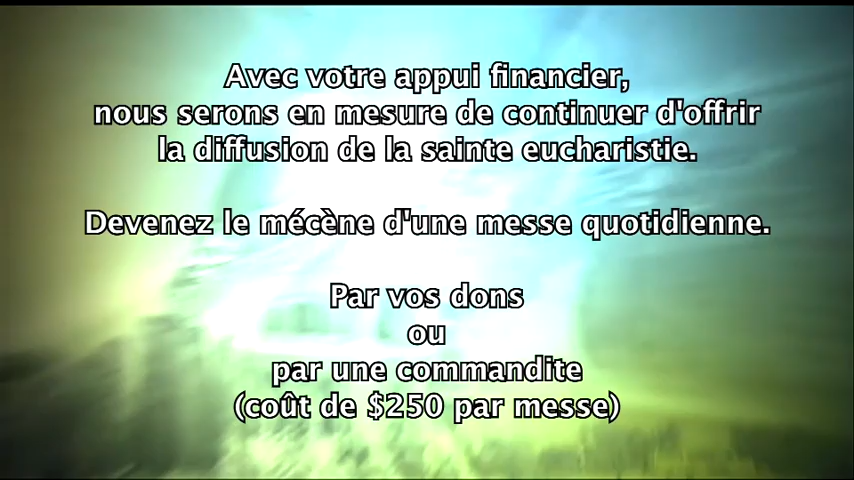 Avec votre appui financier,
nous serons en mesure de continuer d'offrir
la diffusion de la sainte eucharistie.
Devenez le mécène d'une messe quotidienne.
Par vos dons
ou
par une commandite
(coût de $250 par messe)